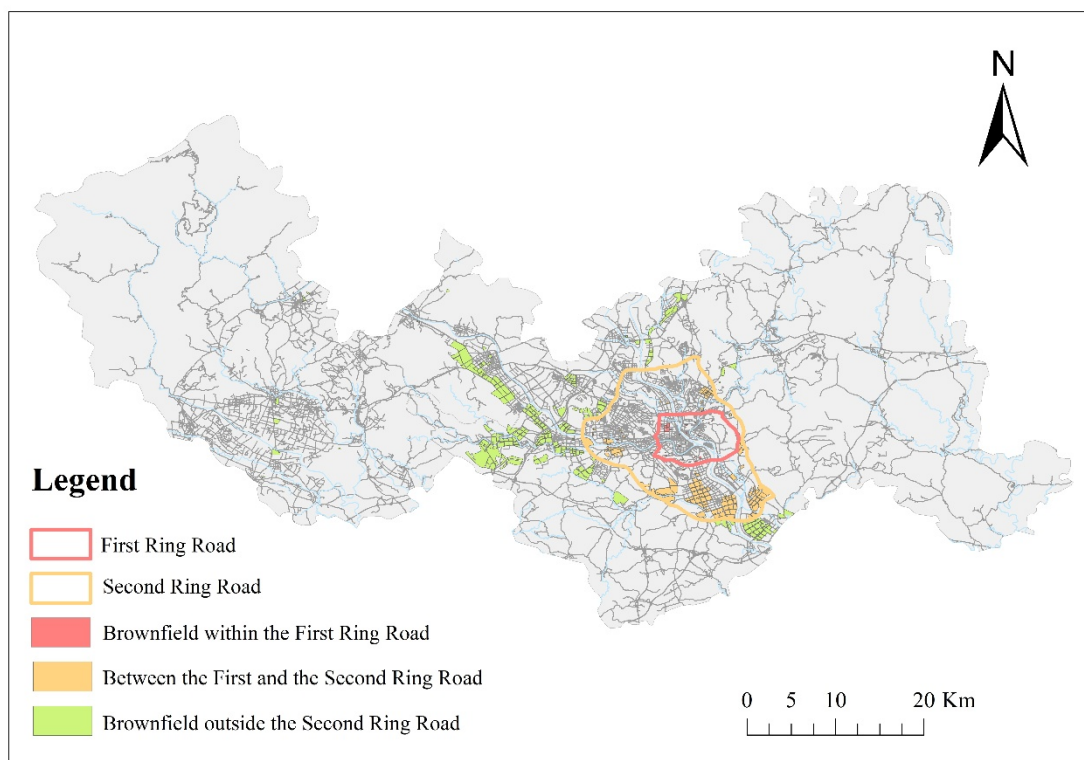 N
Legend
First Ring Road
Second Ring Road
Brownfield within the First Ring Road
Between the First and the Second Ring Road
Brownfield outside the Second Ring Road
0 5 10 20 Km